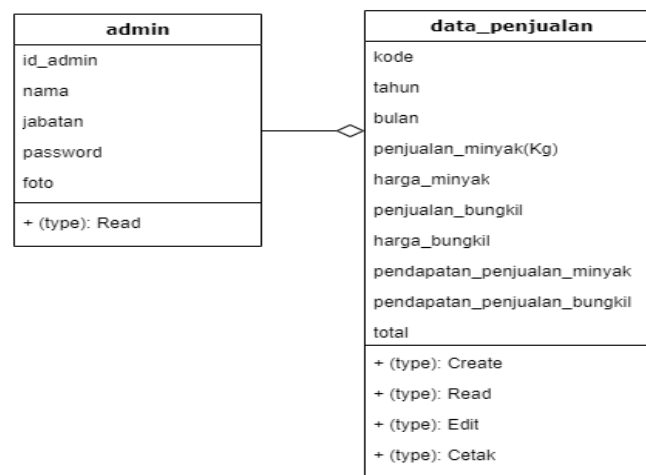 admin
id_admin
nama
jabatan
password
foto
+ (type): Read
data_penjualan
kode
tahun
bulan
penjualan_minyak(Kg)
harga_minyak
penjualan_bungkil
harga_bungkil
pendapatan_penjualan_minyak
pendapatan_penjualan_bungkil
total
+ (type): Create
+ (type): Read
+ (type): Edit
+ (type): Cetak